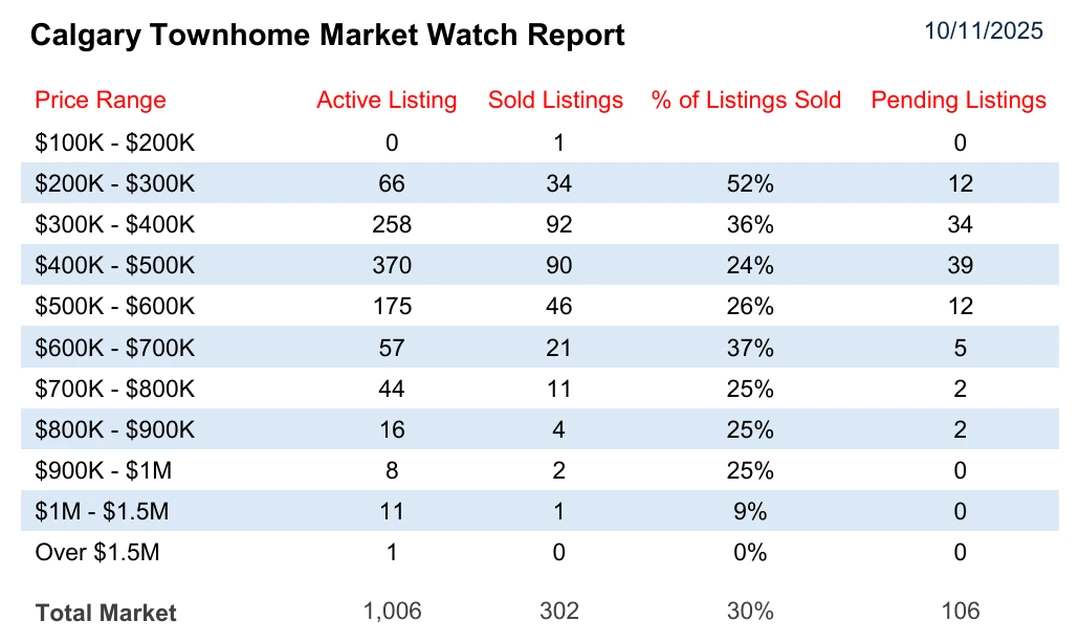 Calgary Townhome Market Watch Report 10/11/2025
Price Range Active Listing Sold Listings % of Listings Sold Pending Listings
$100K - $200K 0 1 0
$200K - $300K 66 34 52% 12
$300K - $400K 258 92 36% 34
$400K - $500K 370 90 24% 39
$500K - $600K 175 46 26% 12
$600K - $700K 57 21 37% 5
$700K - $800K 44 11 25% 2
$800K - $900K 16 4 25% 2
$900K - $1M 8 2 25% 0
$1M - $1.5M 11 1 9% 0
Over $1.5M 1 0 0% 0
Total Market 1,006 302 30% 106